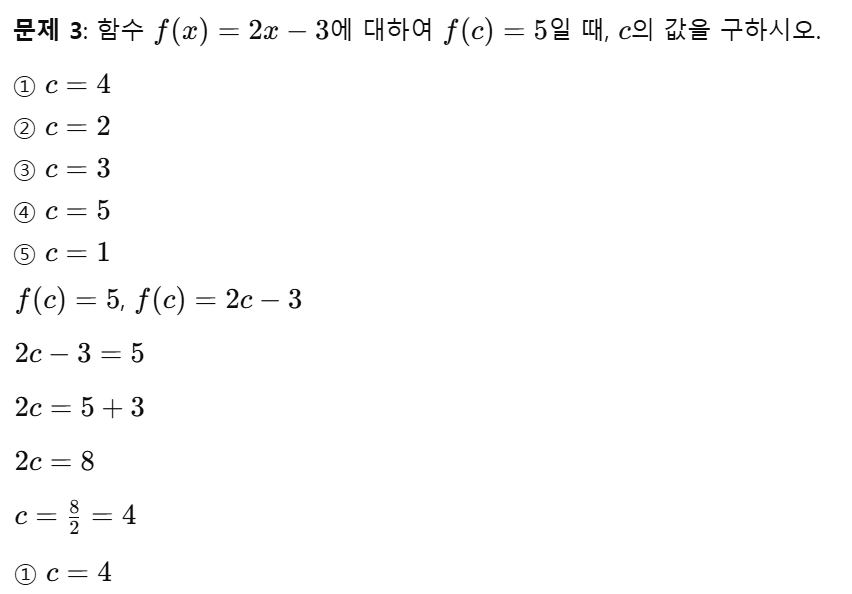 문제 3: 함수 f(x) = 2x − 3에 대하여 f(c) = 5일 때, c의 값을 구하시오.
① c = 4
② c = 2
③ c = 3
④ c = 5
⑤ c = 1
f(c) = 5, f(c) = 2c − 3
2c − 3 = 5
2c = 5 + 3
2c = 8
c = 8/2 = 4
① c = 4